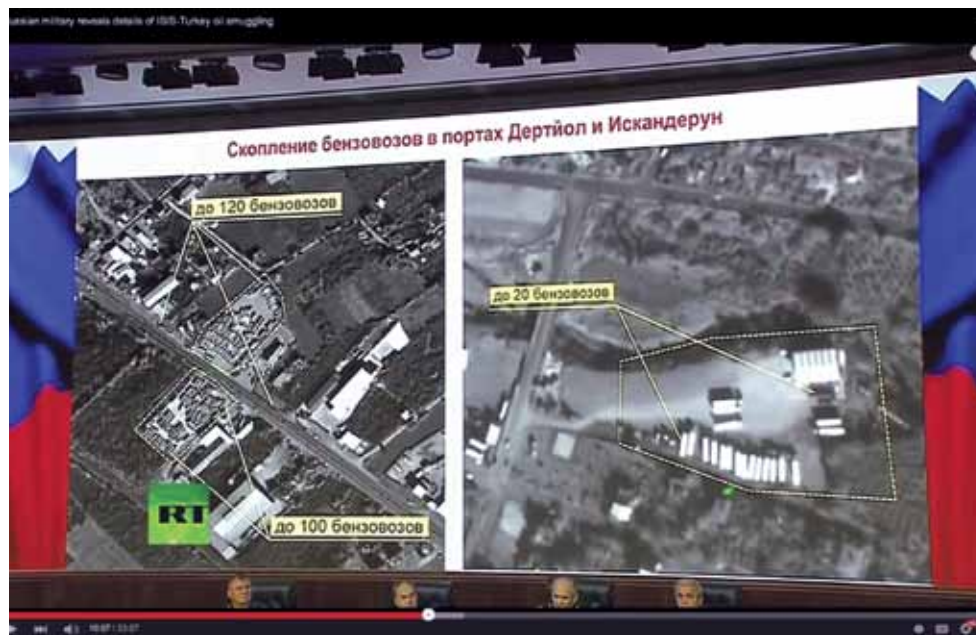 ussian military reveals details of ISIS-Turkey oil smuggling
Скопление бензовозов в портах Дертйол и Искандерун
до 120 бензовозов
до 20 бензовозов
RT
до 100 бензовозов